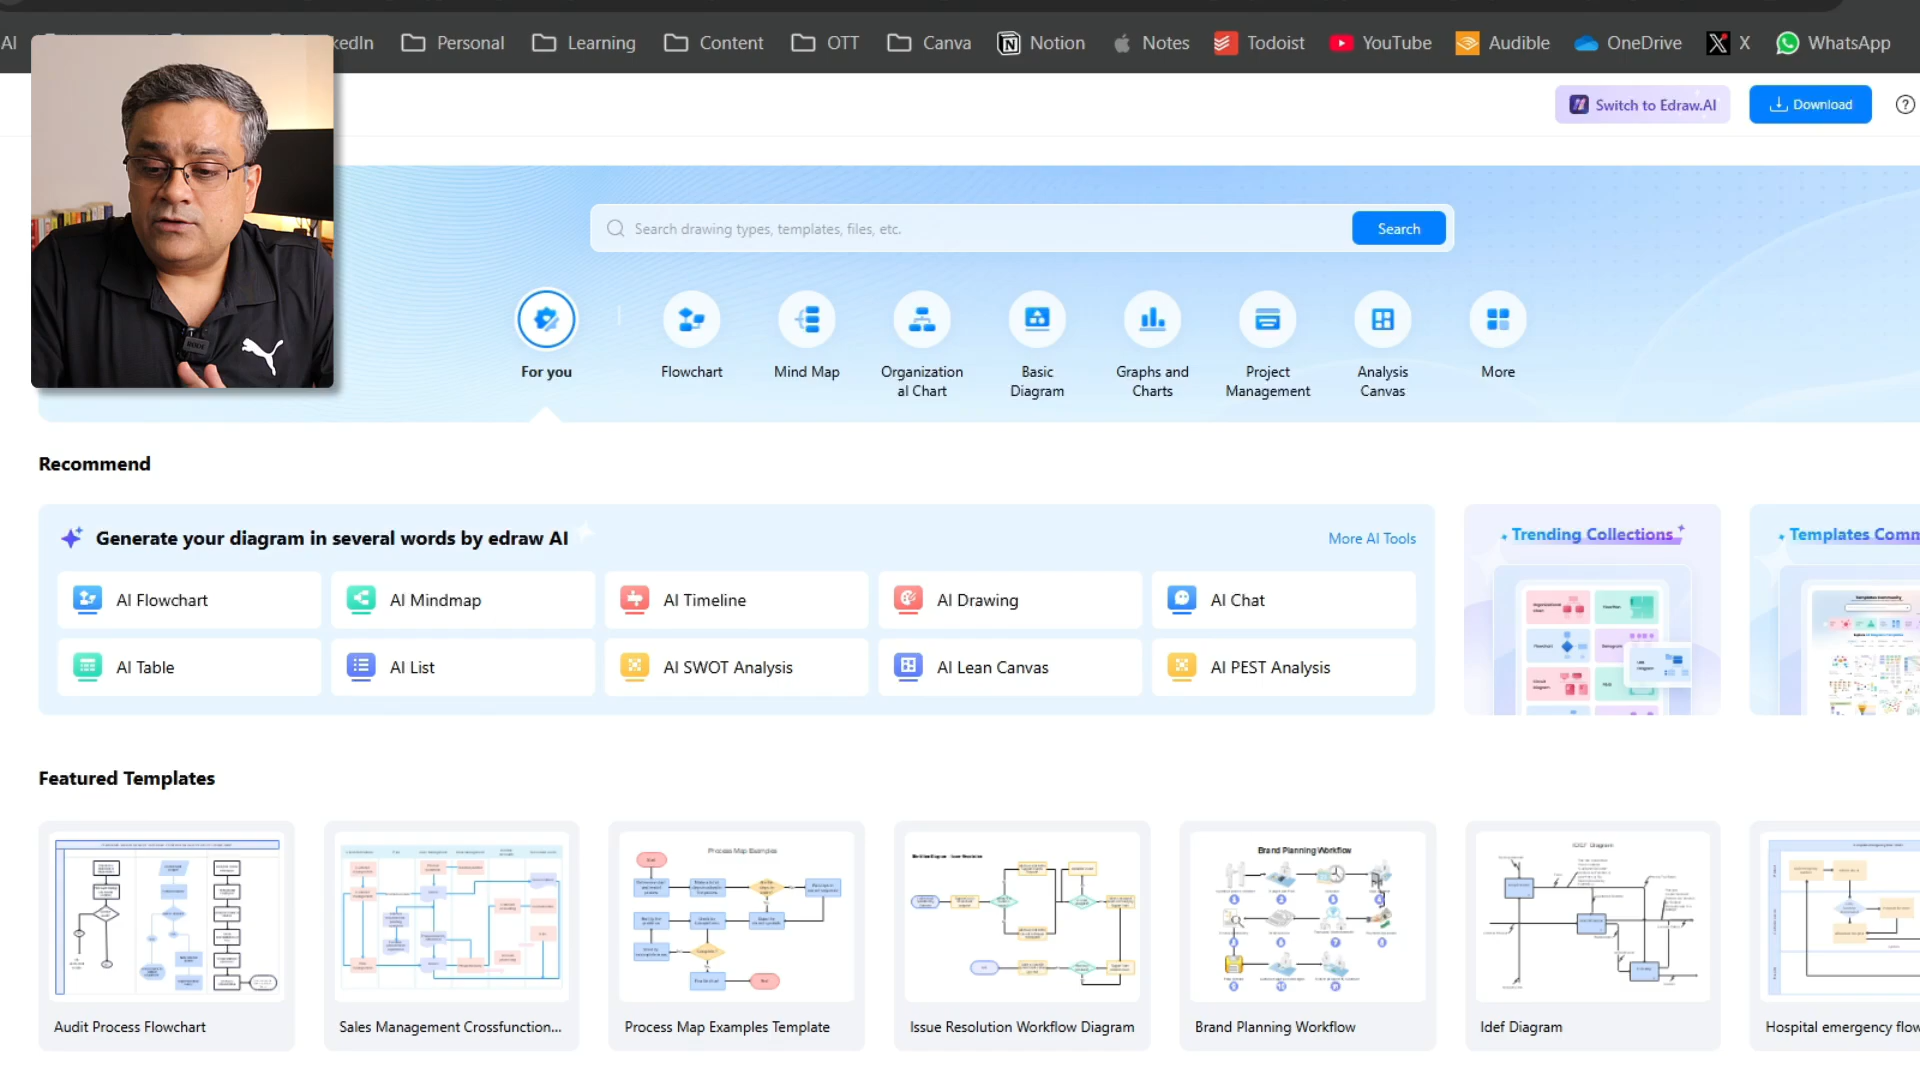 AI
kedIn
Personal
Learning
Content
OTT
Canva
Notion
Notes
Todoist
YouTube
Audible
OneDrive
X
WhatsApp
Switch to Edraw.AI
Download
Search drawing types, templates, files, etc.
Search
For you
Flowchart
Mind Map
Organization
al Chart
Basic
Diagram
Graphs and
Charts
Project
Management
Analysis
Canvas
More
Recommend
Generate your diagram in several words by edraw AI
More AI Tools
AI Flowchart
AI Mindmap
AI Timeline
AI Drawing
AI Chat
AI Table
AI List
AI SWOT Analysis
AI Lean Canvas
AI PEST Analysis
Trending Collections
Templates Comm
Featured Templates
Process Map Examples
Brand Planning Workflow
IDEF Diagram
Audit Process Flowchart
Sales Management Crossfunction...
Process Map Examples Template
Issue Resolution Workflow Diagram
Brand Planning Workflow
Idef Diagram
Hospital emergency flow